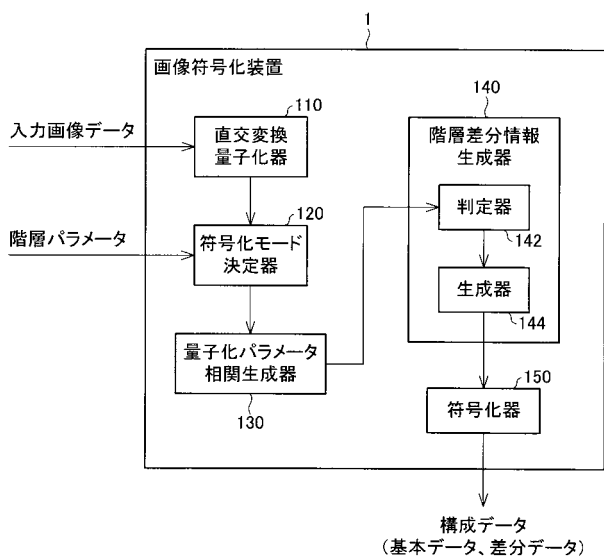 1
画像符号化装置
110
入力画像データ
直交変換
量子化器
120
階層パラメータ
符号化モード
決定器
量子化パラメータ
相関生成器
130
140
階層差分情報
生成器
判定器
142
生成器
144
150
符号化器
構成データ
(基本データ、差分データ)